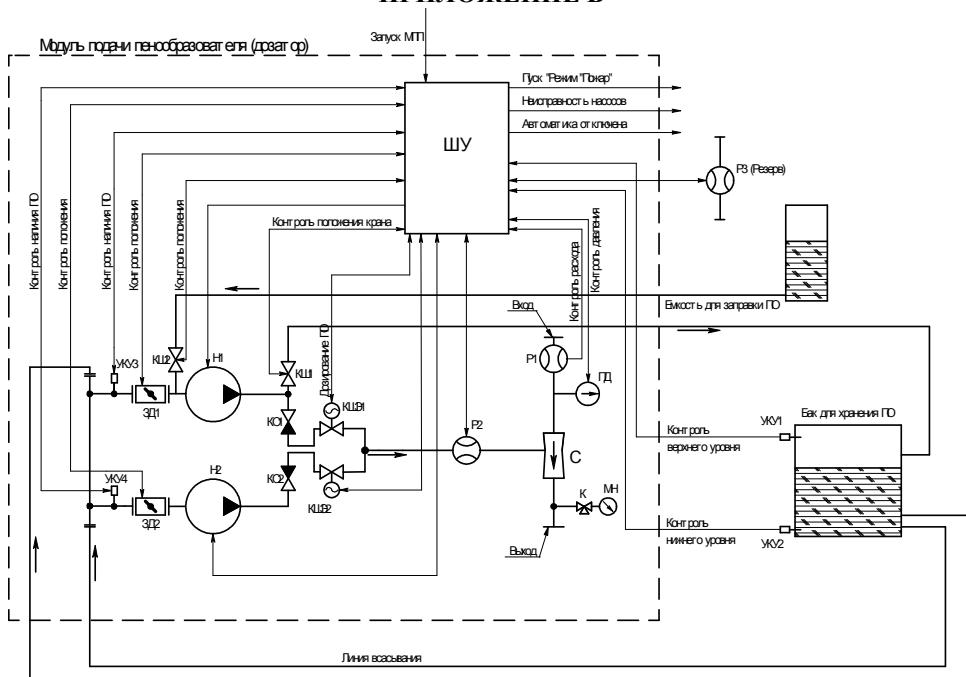 ПРИЛОЖЕНИЕ В
Запуск МПП
Модуль подачи пенообразователя (дозатор)
Пуск "Режим "Пожар"
Неисправность насосов
Автоматика отключена
ШУ
Р3 (Резерв)
Контроль наличия ПО
Контроль положения
Контроль наличия ПО
Контроль положения
Контроль положения
Контроль положения крана
Контроль расхода
Контроль давления
Емкость для заправки ПО
Вход
Дозирование ПО
КШ2
УКУ3
Н1
КШ1
Р1
ПД
ЗД1
КО1
КШЭ1
Р2
С
Бак для хранения ПО
УКУ1
Контроль
верхнего уровня
УКУ4
Н2
КО2
КШЭ2
К
МН
ЗД2
Выход
Контроль
нижнего уровня
УКУ2
Линия всасывания